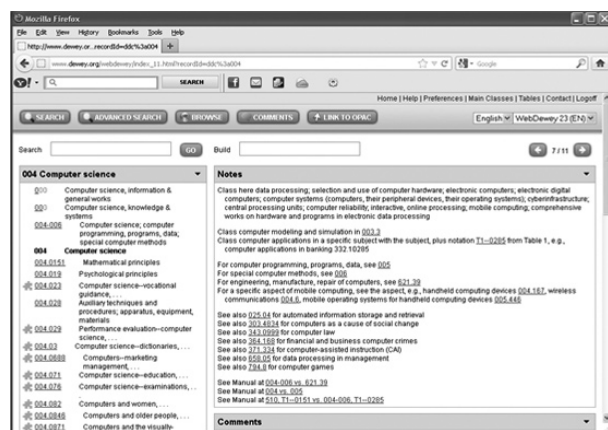 Mozilla Firefox
File Edit View History Bookmarks Tools Help
http://www.dewey.or...recordId=ddc%3a004
www.dewey.org/webdewey/index_11.html?recordId=ddc%3a004
Google
SEARCH
Home | Help | Preferences | Main Classes | Tables | Contact | Logoff
SEARCH ADVANCED SEARCH BROWSE COMMENTS LINK TO OPAC English WebDewey 23 (EN)
Search GO Build 7 / 11
004 Computer science
000 Computer science, information &
general works
000 Computer science, knowledge &
systems
004-006 Computer science; computer
programming, programs, data;
special computer methods
004 Computer science
004.0151 Mathematical principles
004.019 Psychological principles
004.023 Computer science--vocational
guidance, . . .
004.028 Auxiliary techniques and
procedures; apparatus, equipment,
materials
004.029 Performance evaluation--computer
science, . . .
004.03 Computer science--dictionaries, . . .
004.0688 Computers--marketing
management, . . .
004.071 Computer science--education, . . .
004.076 Computer science--examinations, . .
.
004.082 Computers and women, . . .
004.0846 Computers and older people, . . .
004.0871 Computers and the visually-
Notes
Class here data processing; selection and use of computer hardware; electronic computers; electronic digital
computers; computer systems (computers, their peripheral devices, their operating systems); cyberinfrastructure;
central processing units; computer reliability; interactive, online processing; mobile computing; comprehensive
works on hardware and programs in electronic data processing
Class computer modeling and simulation in 003.3
Class computer applications in a specific subject with the subject, plus notation T1--0285 from Table 1, e.g.,
computer applications in banking 332.10285
For computer programming, programs, data, see 005
For special computer methods, see 006
For engineering, manufacture, repair of computers, see 621.39
For a specific aspect of mobile computing, see the aspect, e.g., handheld computing devices 004.167, wireless
communications 004.6, mobile operating systems for handheld computing devices 005.446
See also 025.04 for automated information storage and retrieval
See also 303.4834 for computers as a cause of social change
See also 343.0999 for computer law
See also 364.168 for financial and business computer crimes
See also 371.334 for computer-assisted instruction (CAI)
See also 658.05 for data processing in management
See also 794.8 for computer games
See Manual at 004-006 vs. 621.39
See Manual at 004 vs. 005
See Manual at 510, T1--0151 vs. 004-006, T1--0285
Comments